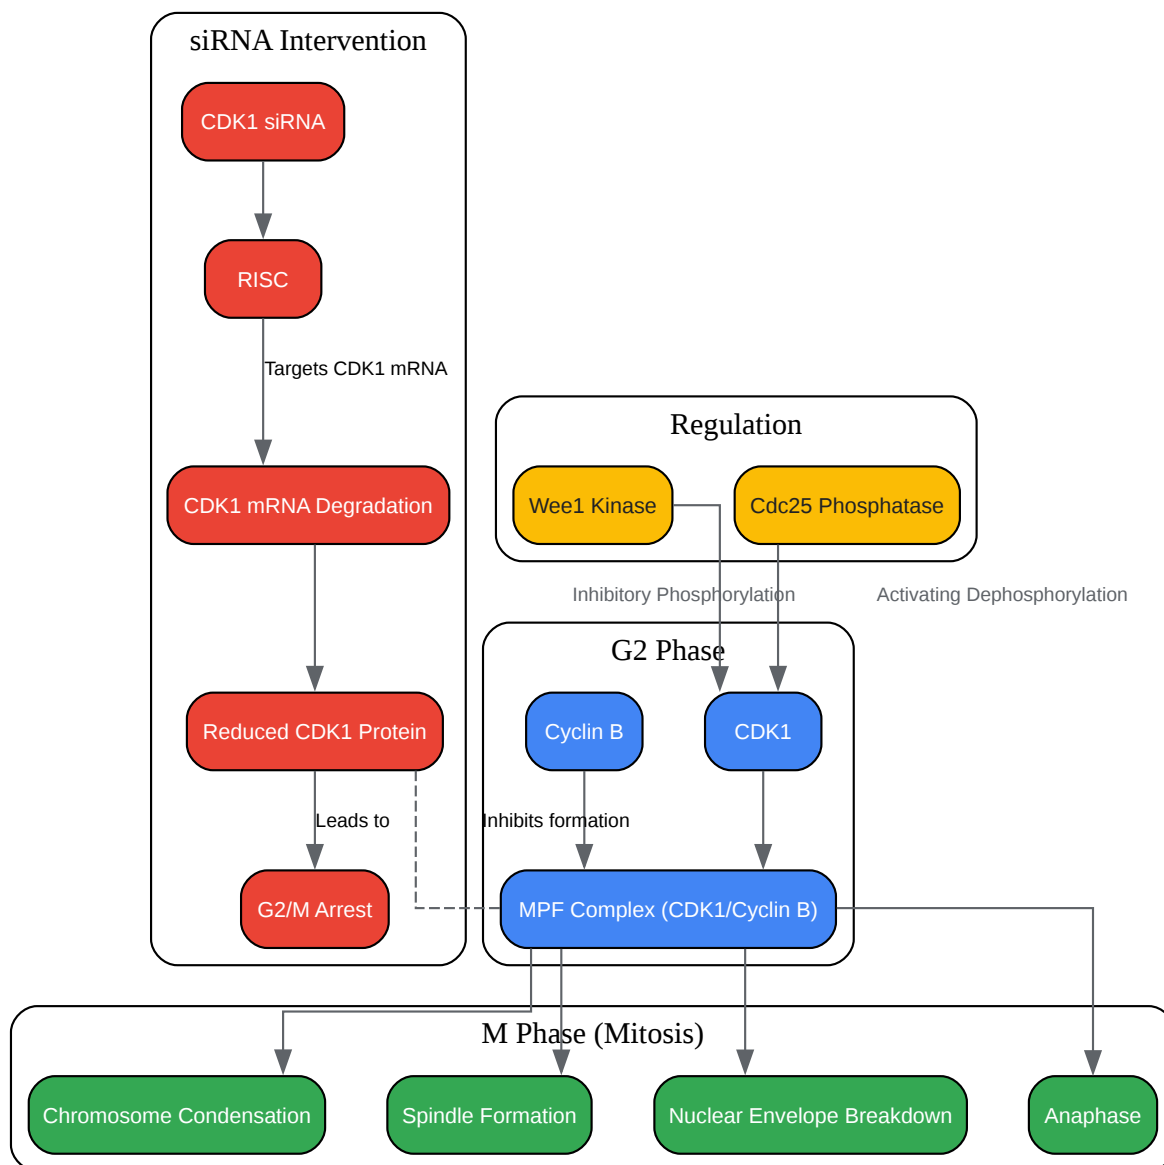 siRNA Intervention
CDK1 siRNA
RISC
Targets CDK1 mRNA
Regulation
CDK1 mRNA Degradation
Wee1 Kinase
Cdc25 Phosphatase
Inhibitory Phosphorylation
Activating Dephosphorylation
G2 Phase
Reduced CDK1 Protein
Cyclin B
CDK1
Leads to
Inhibits formation
G2/M Arrest
MPF Complex (CDK1/Cyclin B)
M Phase (Mitosis)
Chromosome Condensation
Spindle Formation
Nuclear Envelope Breakdown
Anaphase